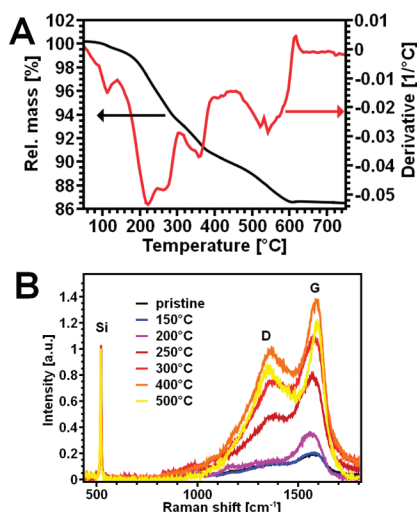 A
Rel. mass [%]
102
100
98
96
94
92
90
88
86
0.01
0
-0.01
-0.02
-0.03
-0.04
-0.05
Derivative [1/°C]
100 200 300 400 500 600 700
Temperature [°C]
B
Intensity [a.u.]
1.4
1.2
1
0.8
0.6
0.4
0.2
0
Si
pristine
150°C
200°C
250°C
300°C
400°C
500°C
D
G
500 1000 1500
Raman shift [cm⁻¹]